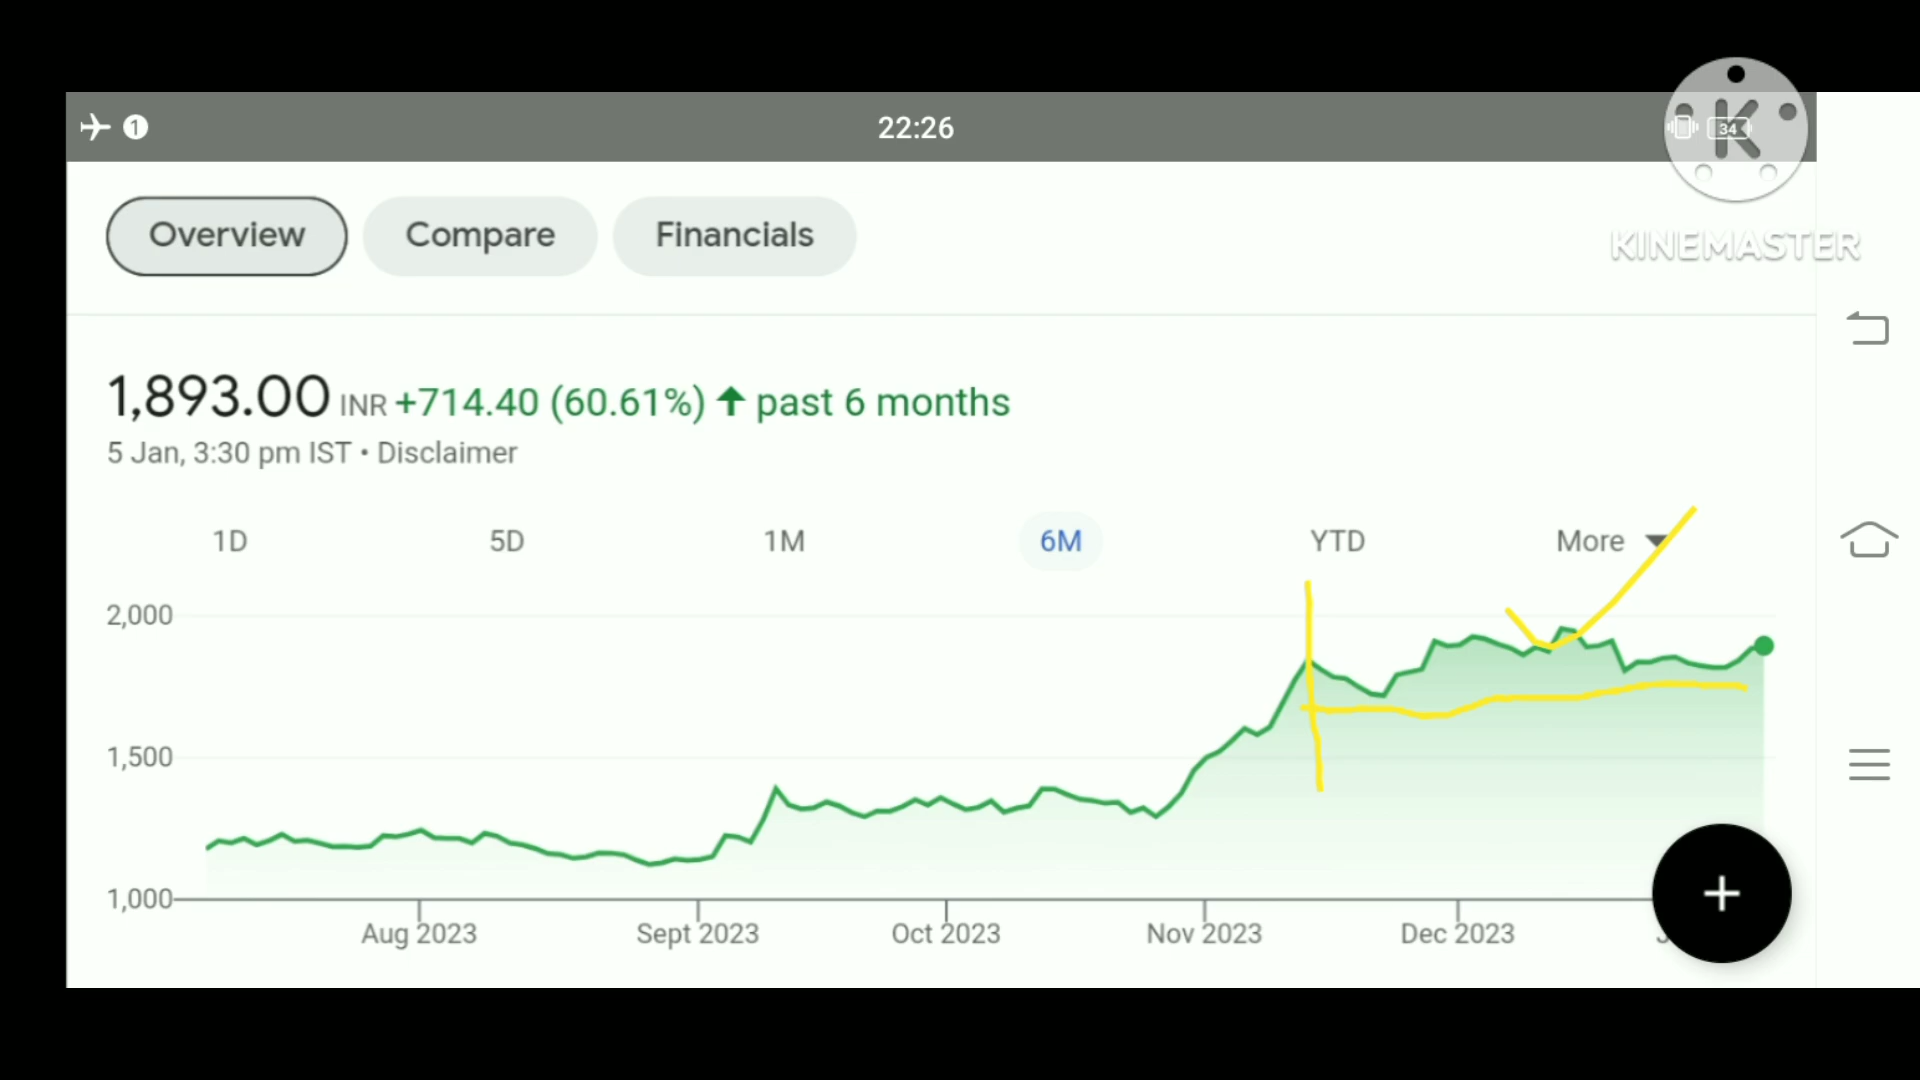 1 22:26 34
K
KINEMASTER
Overview Compare Financials
1,893.00 INR +714.40 (60.61%) ↑ past 6 months
5 Jan, 3:30 pm IST • Disclaimer
1D 5D 1M 6M YTD More
2,000
1,500
1,000
Aug 2023 Sept 2023 Oct 2023 Nov 2023 Dec 2023
+